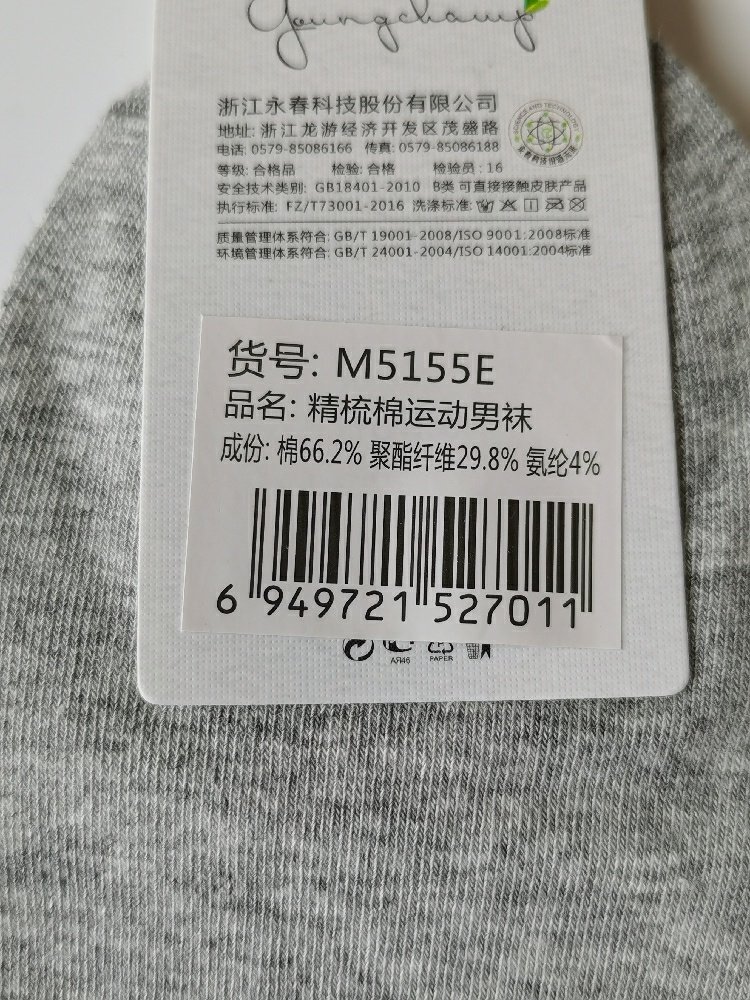 Youngchamp
浙江永春科技股份有限公司
地址: 浙江龙游经济开发区茂盛路
电话: 0579-85086166 传真: 0579-85086188
等级: 合格品 检验: 合格 检验员: 16
安全技术类别: GB18401-2010 B类 可直接接触皮肤产品
执行标准: FZ/T73001-2016 洗涤标准:
质量管理体系符合: GB/T 19001-2008/ISO 9001:2008标准
环境管理体系符合: GB/T 24001-2004/ISO 14001:2004标准
货号: M5155E
品名: 精梳棉运动男袜
成份: 棉66.2% 聚酯纤维29.8% 氨纶4%
6 949721 527011
АЯ46 PAPER